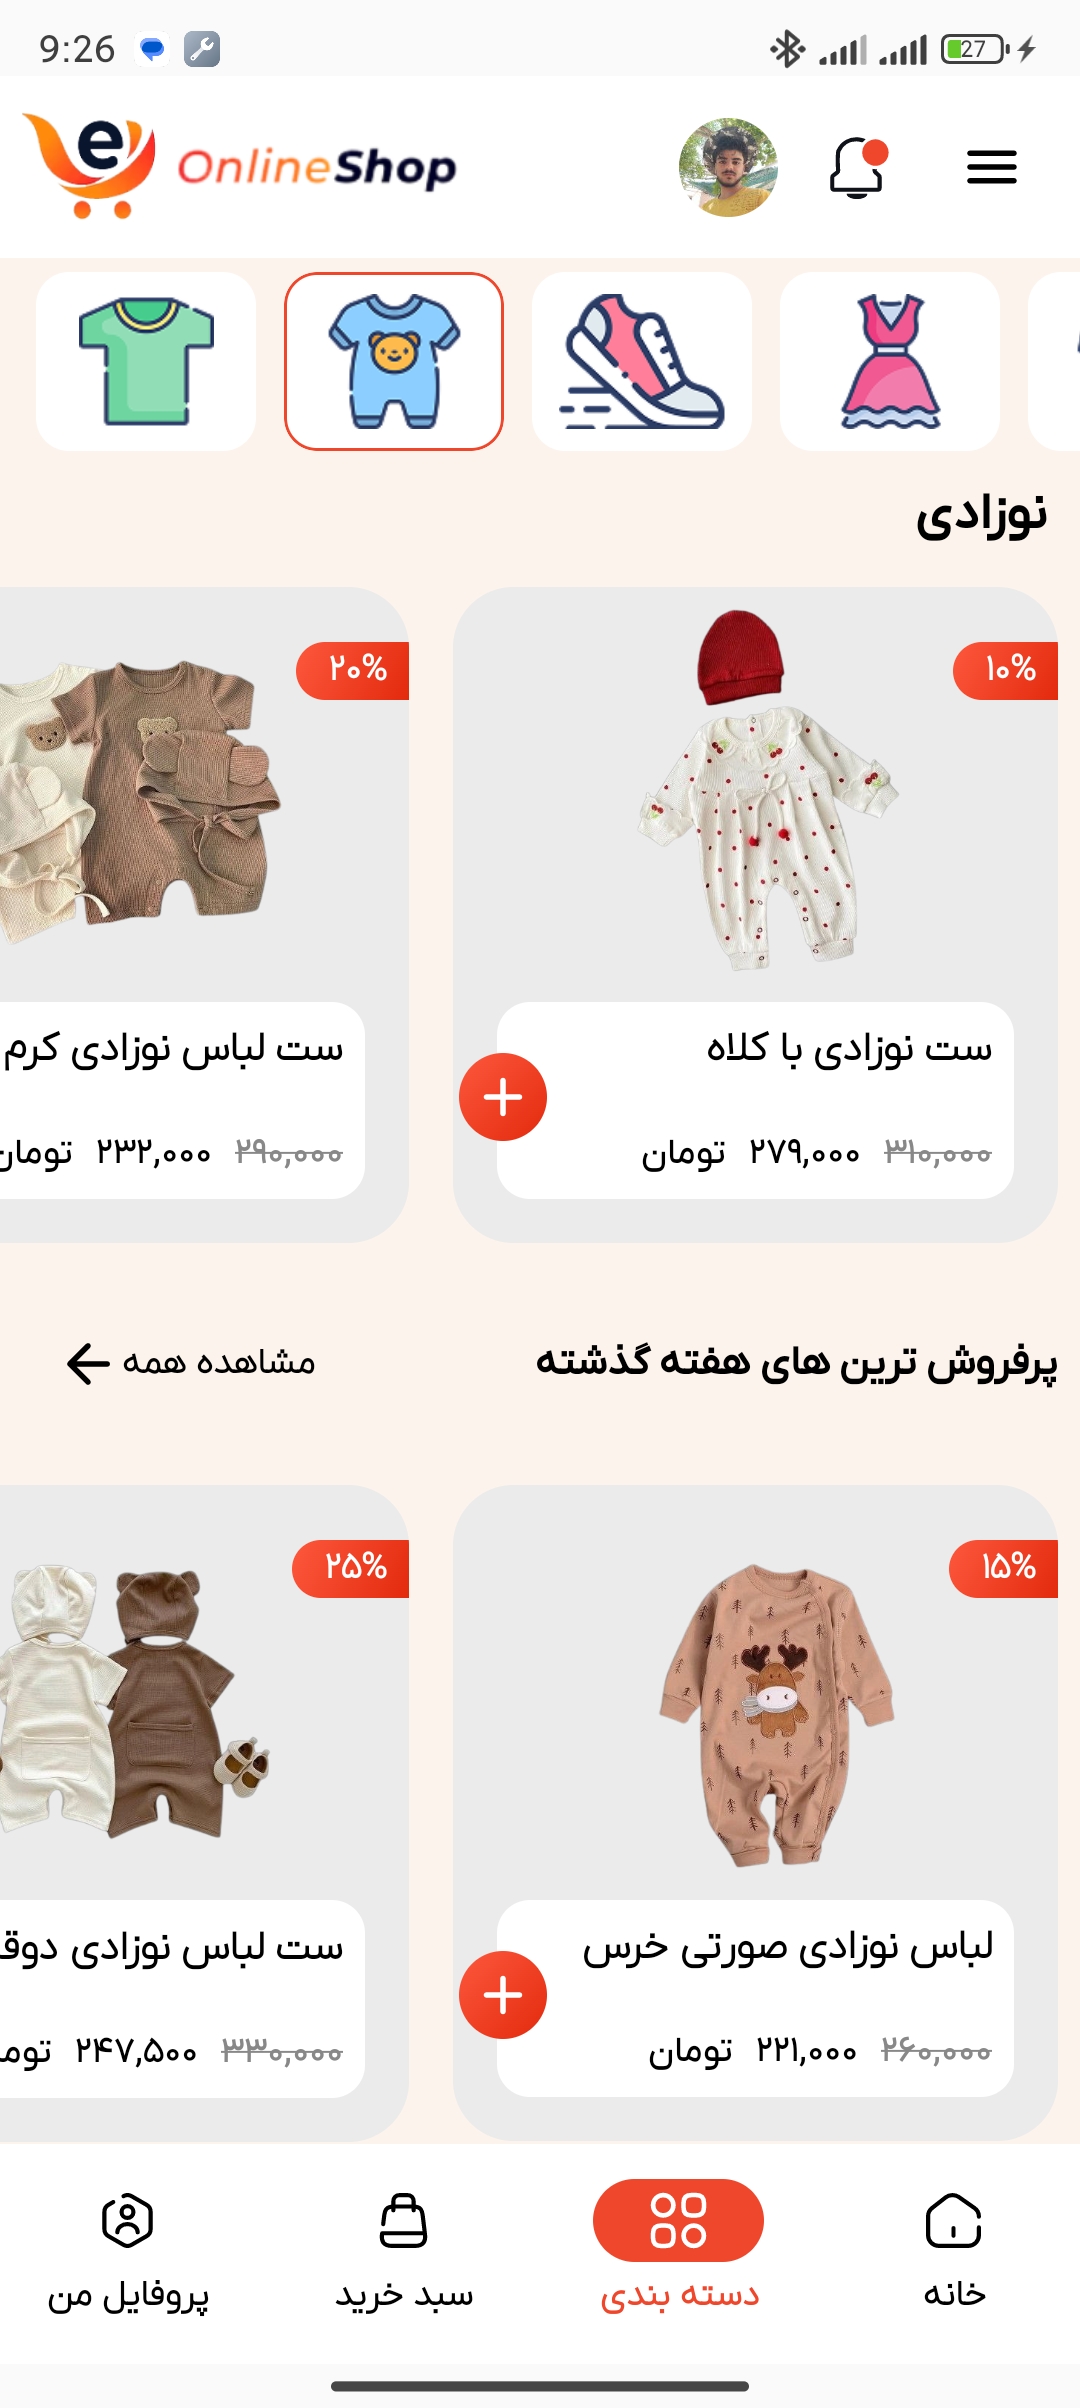 9:26
27
e OnlineShop
نوزادی
۱۰%
۲۰%
ست نوزادی با کلاه
۳۱۰,۰۰۰ ۲۷۹,۰۰۰ تومان
ست لباس نوزادی کرم
۲۹۰,۰۰۰ ۲۳۲,۰۰۰ تومان
پرفروش ترین های هفته گذشته
مشاهده همه
۱۵%
۲۵%
لباس نوزادی صورتی خرس
۲۶۰,۰۰۰ ۲۲۱,۰۰۰ تومان
ست لباس نوزادی
۳۳۰,۰۰۰ ۲۴۷,۵۰۰
خانه
دسته بندی
سبد خرید
پروفایل من